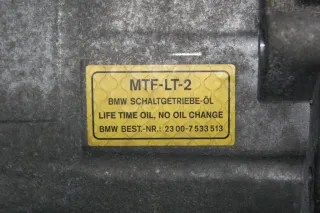 MTF-LT-2
BMW SCHALTGETRIEBE-ÖL
LIFE TIME OIL, NO OIL CHANGE
BMW BEST.-NR.: 23 00-7 533 513